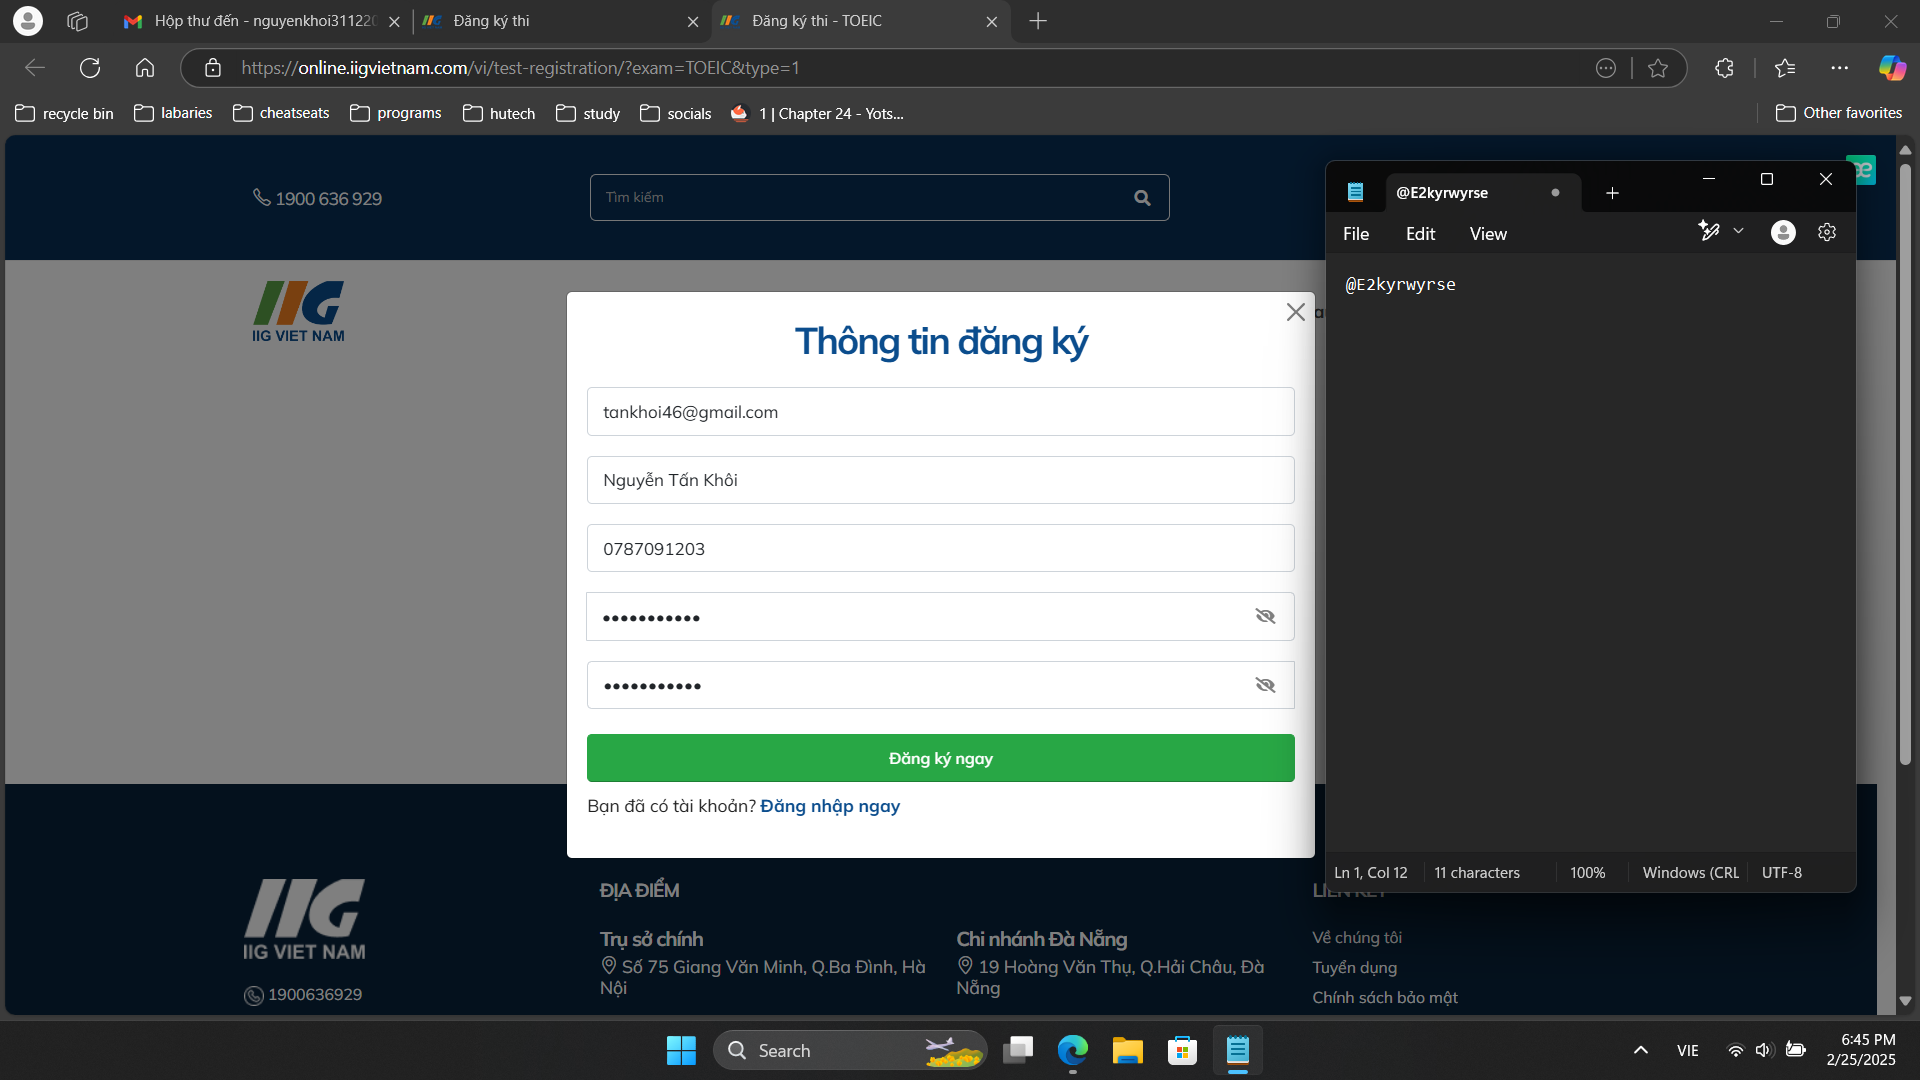 Hộp thư đến - nguyenkhoi31122
Đăng ký thi
Đăng ký thi - TOEIC
https://online.iigvietnam.com/vi/test-registration/?exam=TOEIC&type=1
recycle bin
labaries
cheatseats
programs
hutech
study
socials
1 | Chapter 24 - Yots...
Other favorites
1900 636 929
Tìm kiếm
IIG VIET NAM
Thông tin đăng ký
tankhoi46@gmail.com
Nguyễn Tấn Khôi
0787091203
•••••••••••
•••••••••••
Đăng ký ngay
Bạn đã có tài khoản? Đăng nhập ngay
@E2kyrwyrse
File
Edit
View
@E2kyrwyrse
Ln 1, Col 12
11 characters
100%
Windows (CRL
UTF-8
IIG VIET NAM
1900636929
ĐỊA ĐIỂM
Trụ sở chính
Số 75 Giang Văn Minh, Q.Ba Đình, Hà
Nội
Chi nhánh Đà Nẵng
19 Hoàng Văn Thụ, Q.Hải Châu, Đà
Nẵng
LIÊN KẾT
Về chúng tôi
Tuyển dụng
Chính sách bảo mật
Search
VIE
6:45 PM
2/25/2025